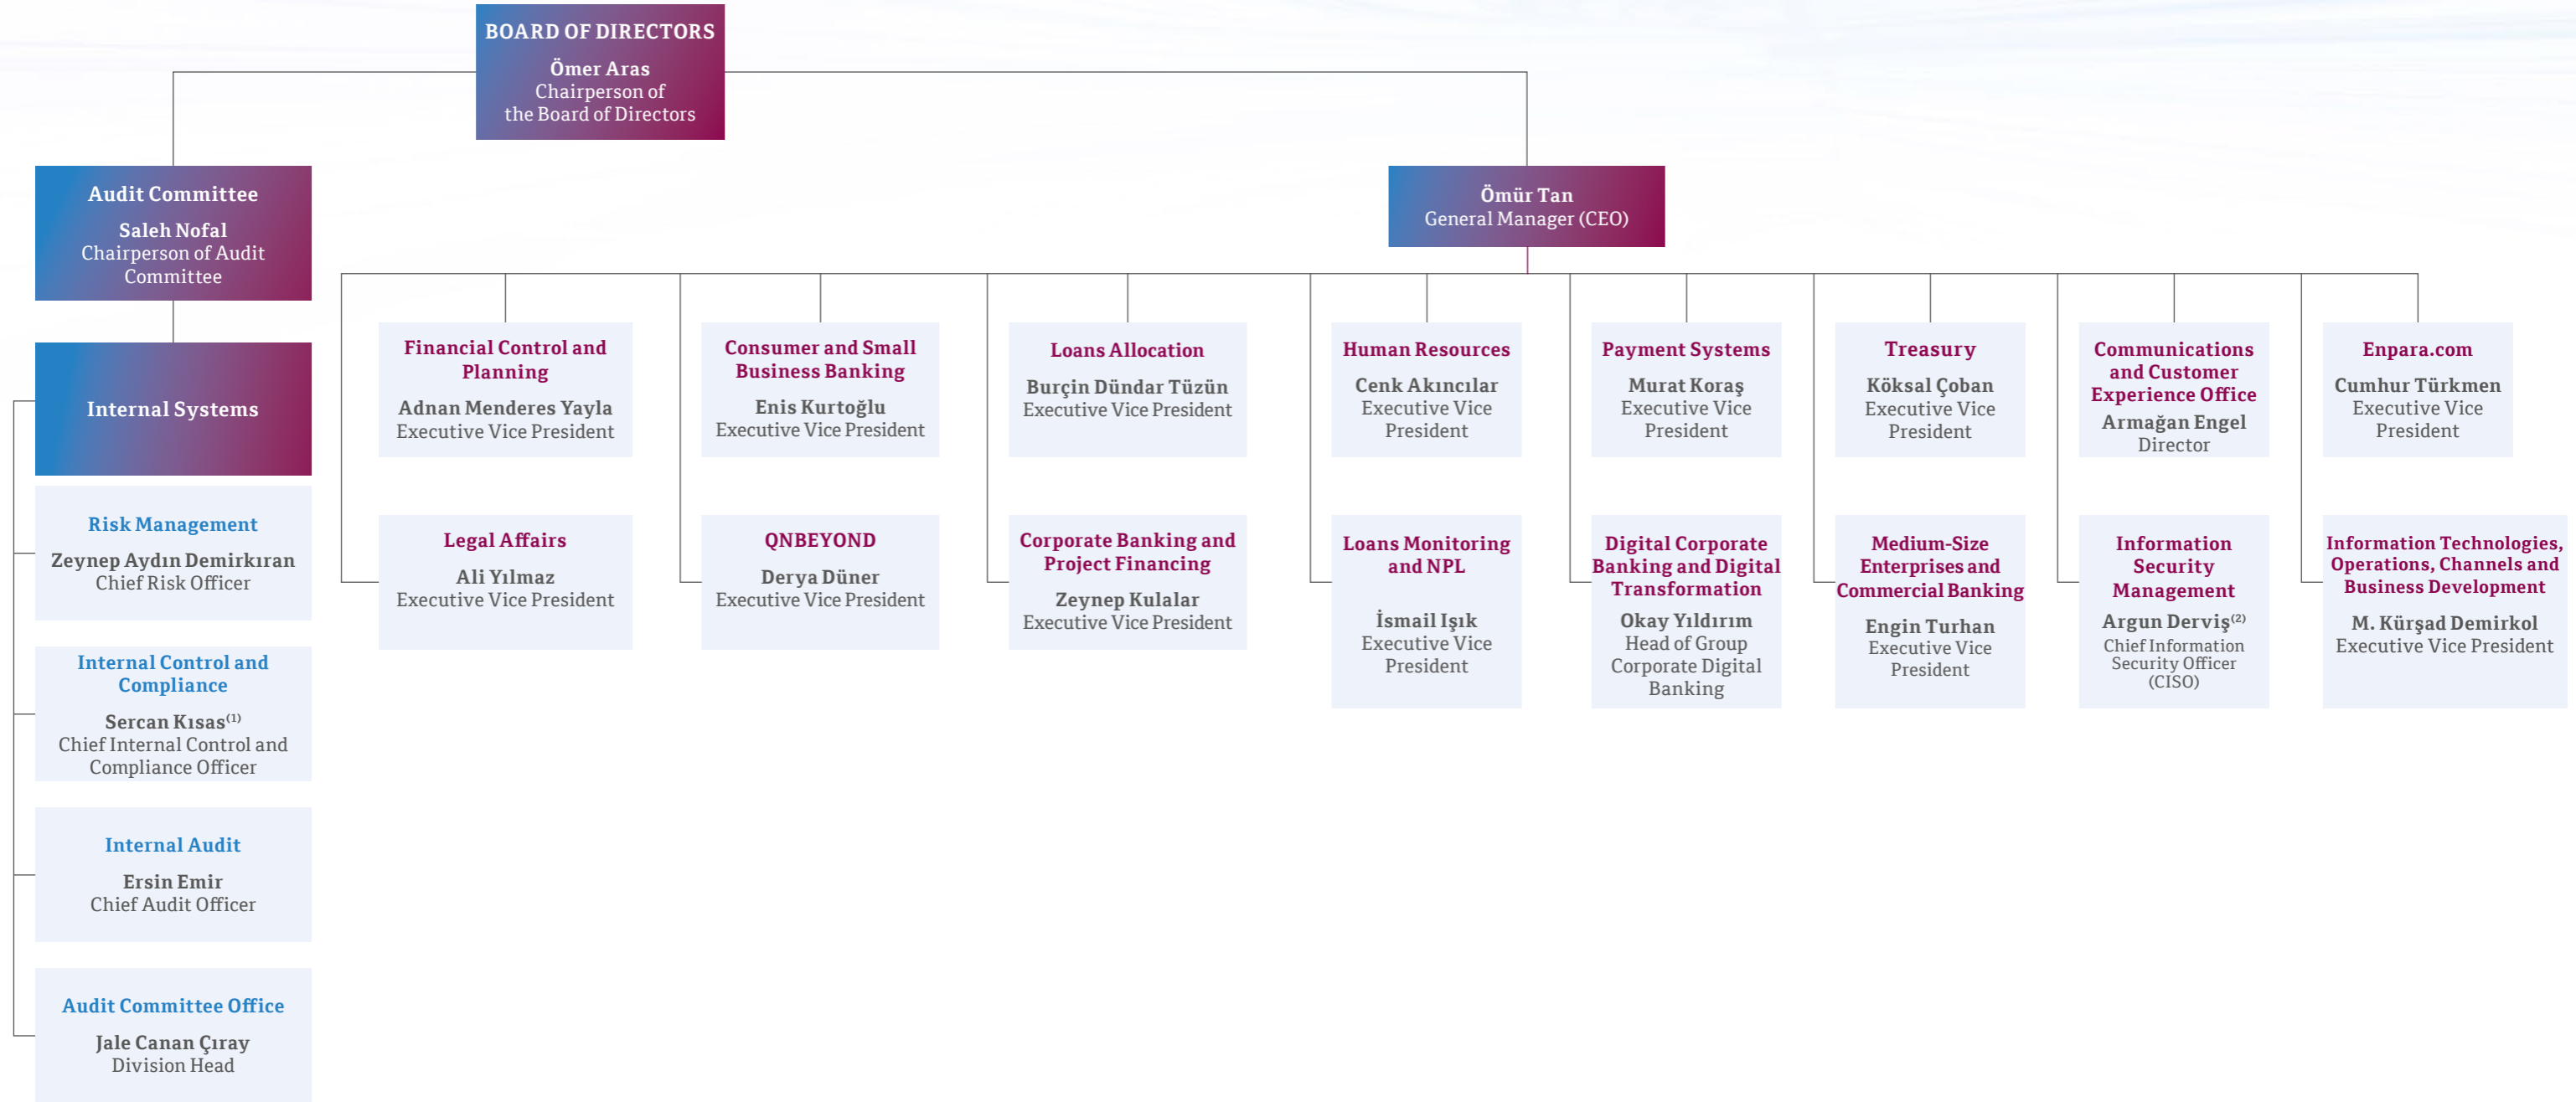 BOARD OF DIRECTORS
Ömer Aras
Chairperson of
the Board of Directors
Audit Committee
Saleh Nofal
Chairperson of Audit
Committee
Ömür Tan
General Manager (CEO)
Internal Systems
Risk Management
Zeynep Aydın Demirkıran
Chief Risk Officer
Internal Control and
Compliance
Sercan Kısas(1)
Chief Internal Control and
Compliance Officer
Internal Audit
Ersin Emir
Chief Audit Officer
Audit Committee Office
Jale Canan Çıray
Division Head
Financial Control and
Planning
Adnan Menderes Yayla
Executive Vice President
Consumer and Small
Business Banking
Enis Kurtoğlu
Executive Vice President
Loans Allocation
Burçin Dündar Tüzün
Executive Vice President
Human Resources
Cenk Akıncılar
Executive Vice
President
Payment Systems
Murat Koraş
Executive Vice
President
Treasury
Köksal Çoban
Executive Vice
President
Communications
and Customer
Experience Office
Armağan Engel
Director
Enpara.com
Cumhur Türkmen
Executive Vice
President
Legal Affairs
Ali Yılmaz
Executive Vice President
QNBEYOND
Derya Düner
Executive Vice President
Corporate Banking and
Project Financing
Zeynep Kulalar
Executive Vice President
Loans Monitoring
and NPL
İsmail Işık
Executive Vice
President
Digital Corporate
Banking and Digital
Transformation
Okay Yıldırım
Head of Group
Corporate Digital
Banking
Medium-Size
Enterprises and
Commercial Banking
Engin Turhan
Executive Vice
President
Information
Security
Management
Argun Derviş(2)
Chief Information
Security Officer
(CISO)
Information Technologies,
Operations, Channels and
Business Development
M. Kürşad Demirkol
Executive Vice President